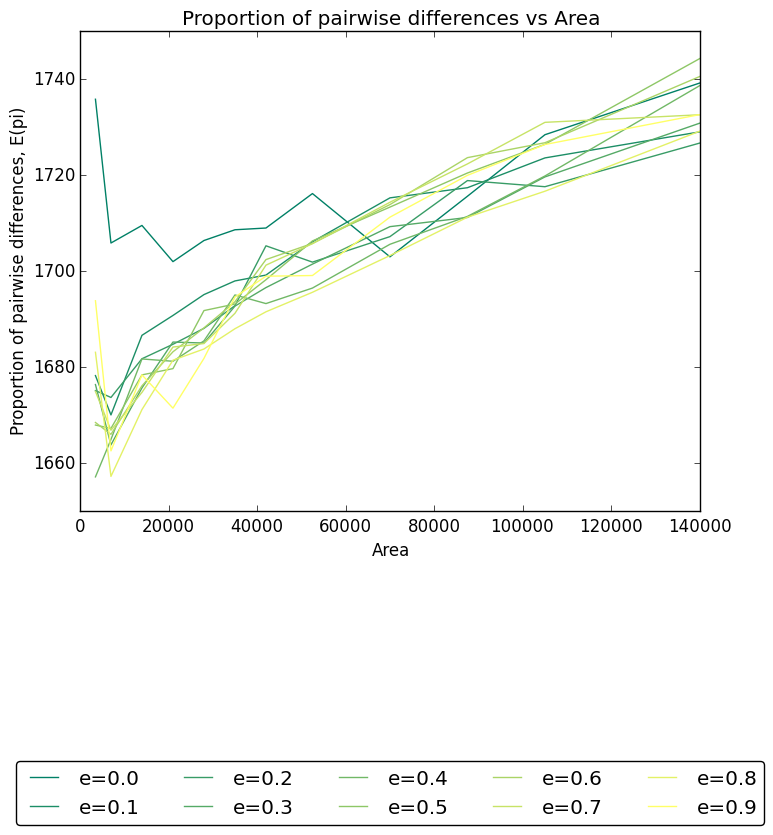 Proportion of pairwise differences vs Area
Proportion of pairwise differences, E(pi)
1740
1720
1700
1680
1660
0 20000 40000 60000 80000 100000 120000 140000
Area
e=0.0 e=0.2 e=0.4 e=0.6 e=0.8
e=0.1 e=0.3 e=0.5 e=0.7 e=0.9